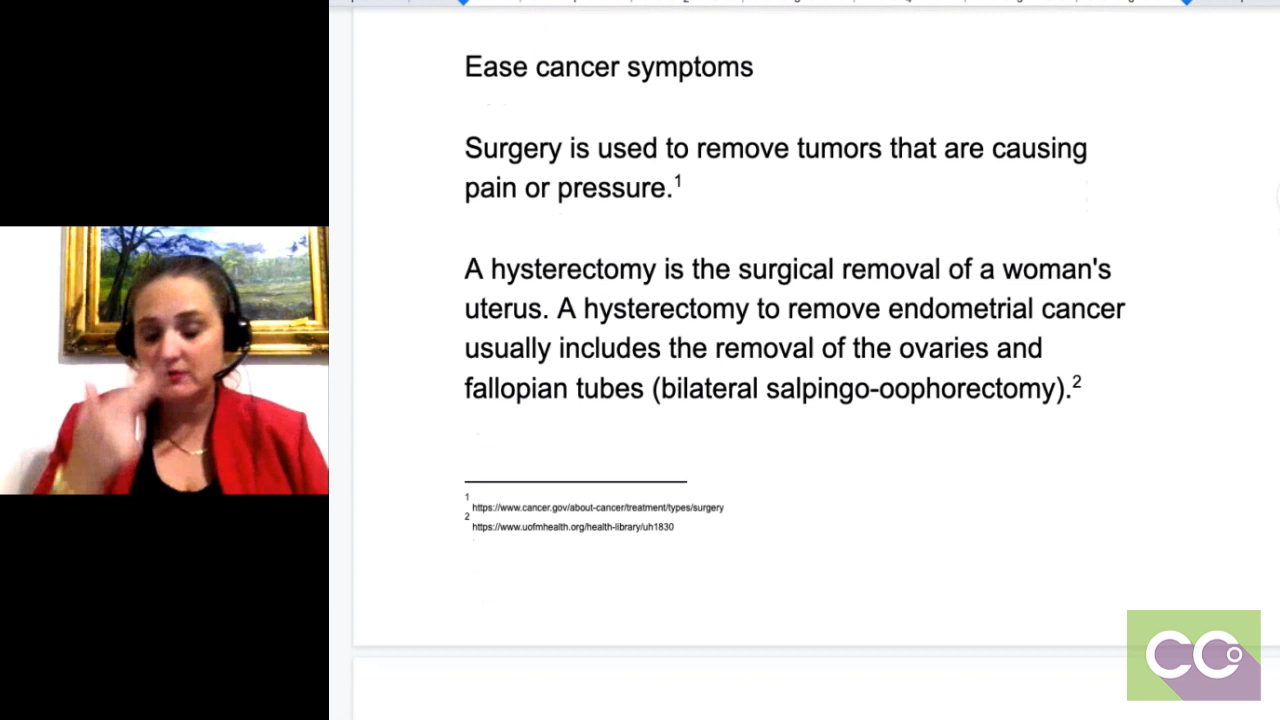 Ease cancer symptoms
Surgery is used to remove tumors that are causing
pain or pressure.1
A hysterectomy is the surgical removal of a woman's
uterus. A hysterectomy to remove endometrial cancer
usually includes the removal of the ovaries and
fallopian tubes (bilateral salpingo-oophorectomy).2
1 https://www.cancer.gov/about-cancer/treatment/types/surgery
2 https://www.uofmhealth.org/health-library/uh1830
CCO